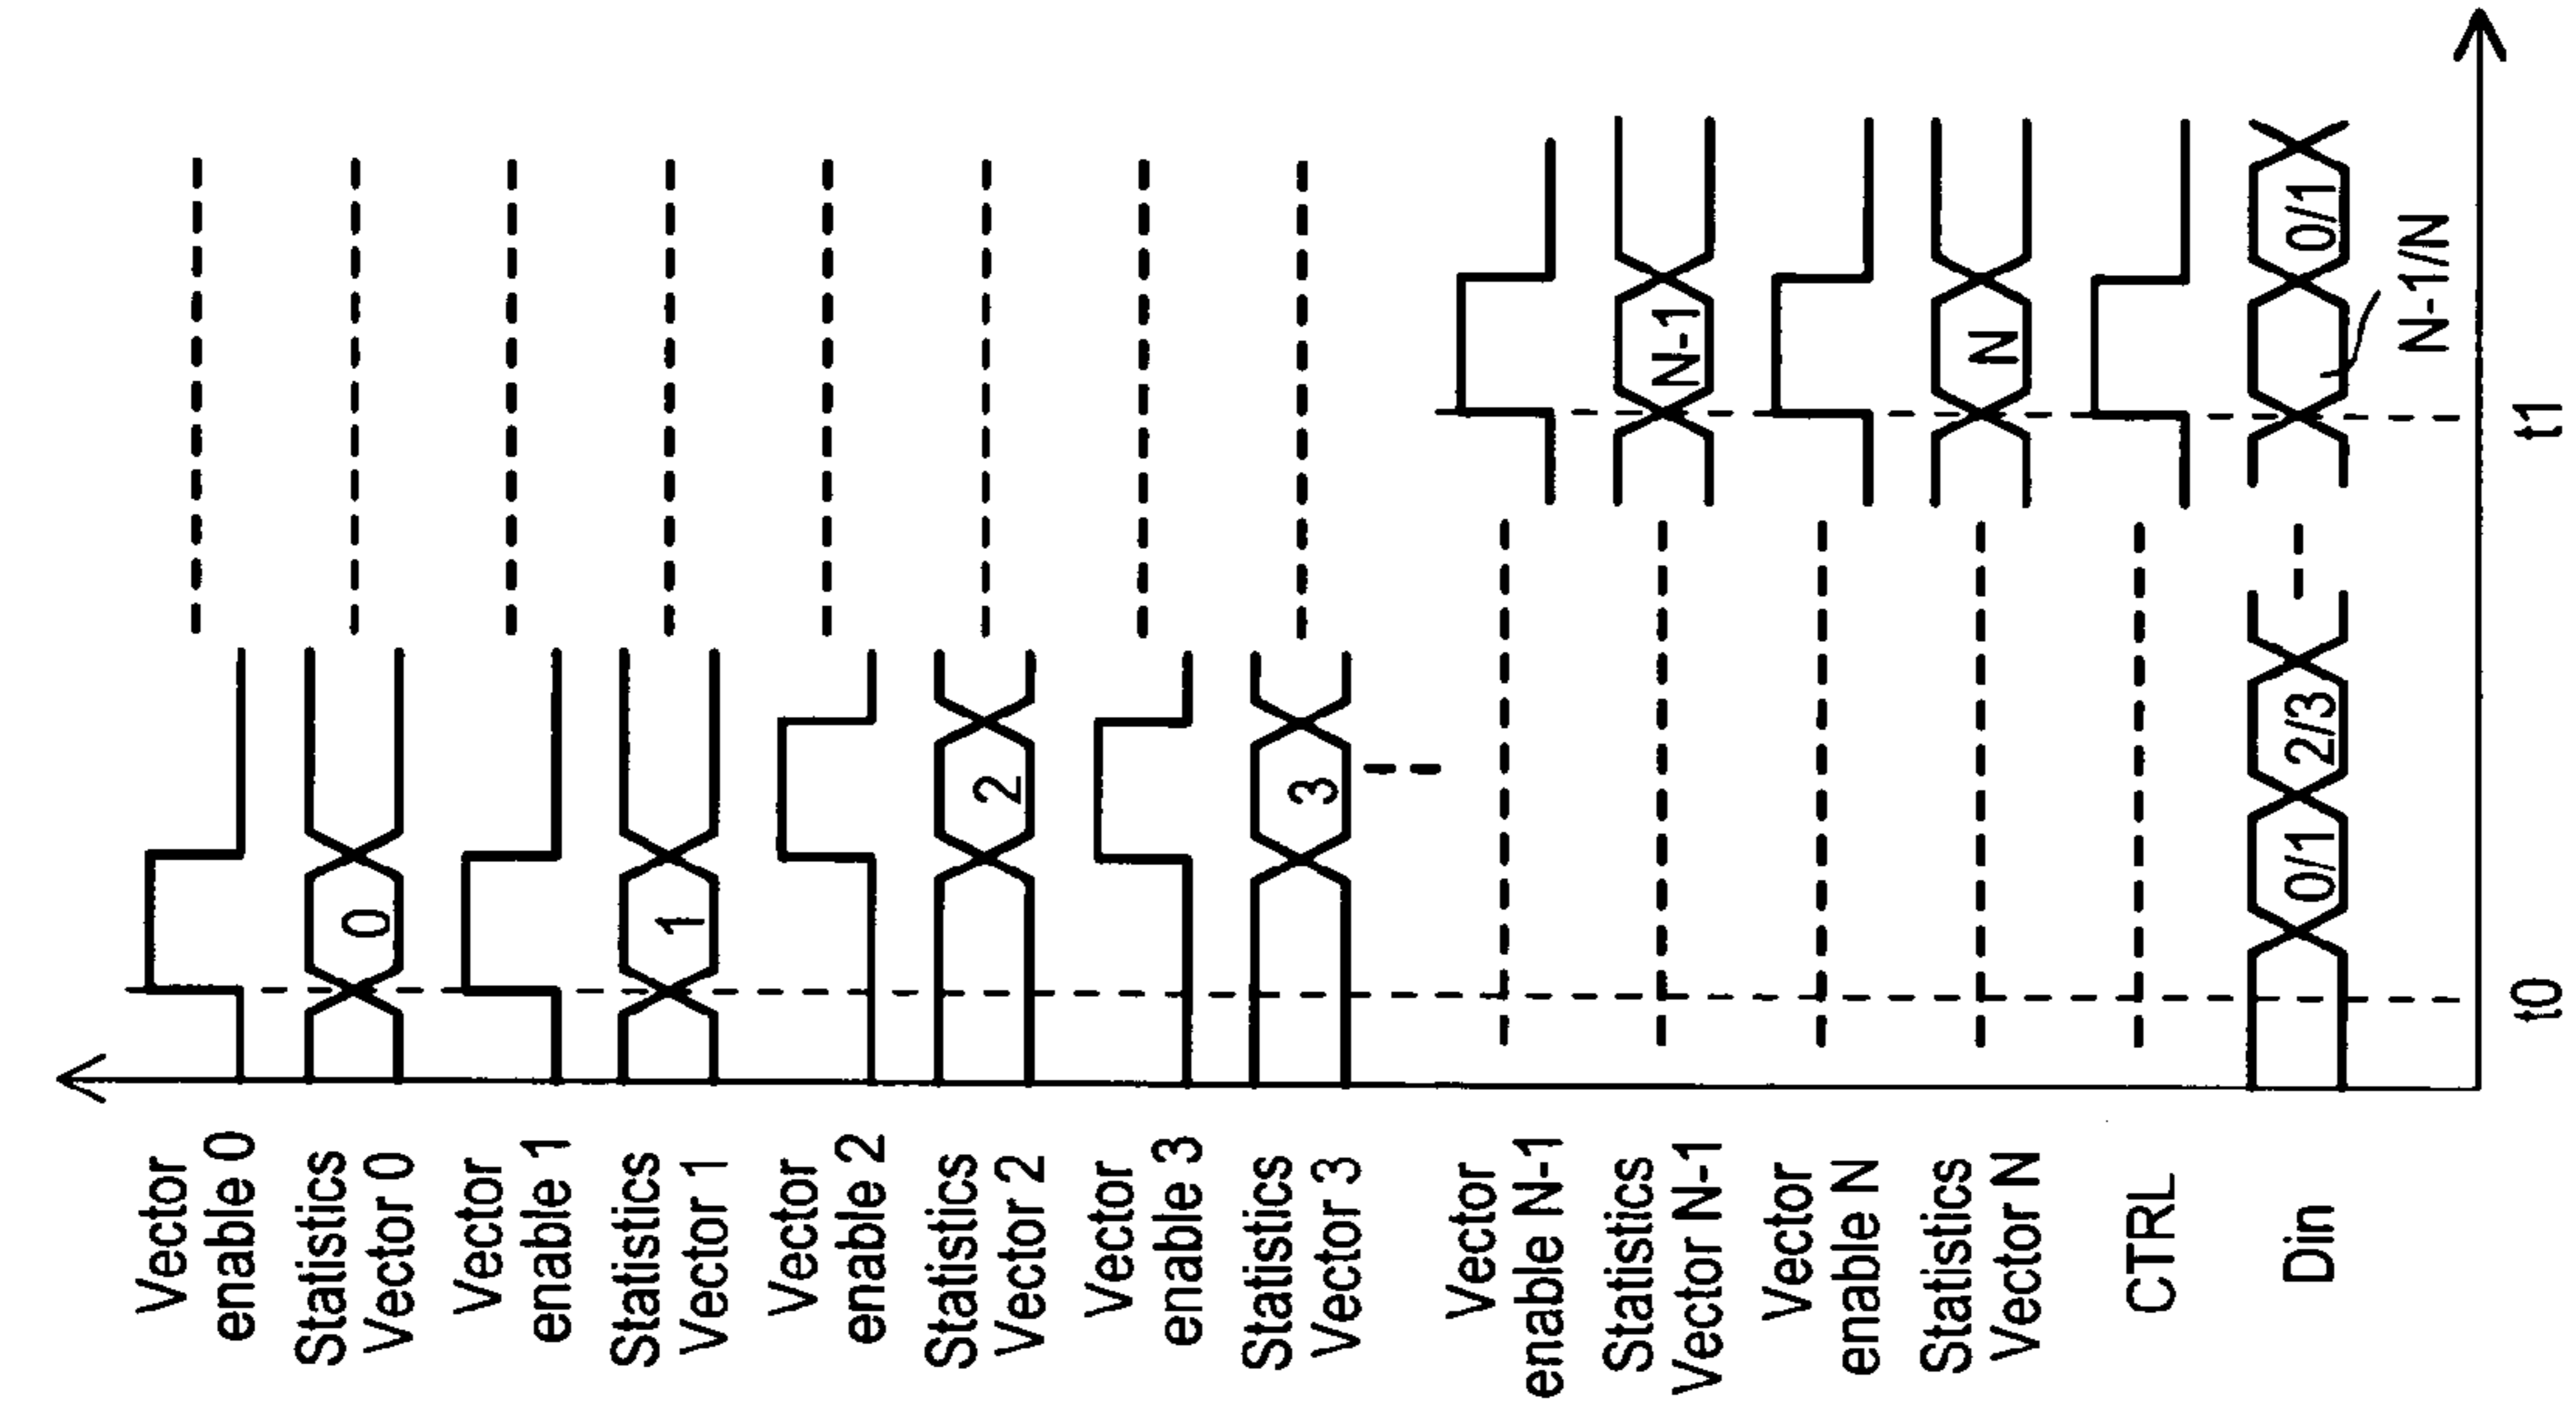 Vector
enable 0
0
Statistics
Vector 0
Vector
enable 1
1
Statistics
Vector 1
Vector
enable 2
2
Statistics
Vector 2
Vector
enable 3
3
Statistics
Vector 3
Vector
enable N-1
N-1
Statistics
Vector N-1
Vector
enable N
N
Statistics
Vector N
CTRL
Din
0/1
2/3
0/1
N-1/N
t0
t1